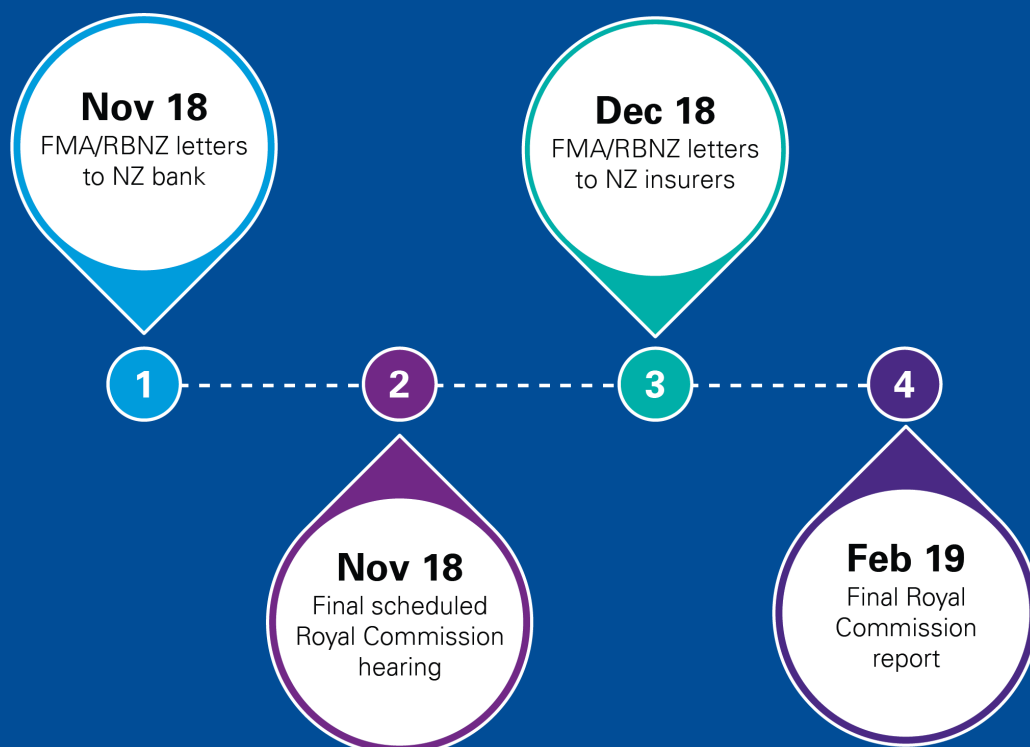 Nov 18
FMA/RBNZ letters
to NZ bank
Dec 18
FMA/RBNZ letters
to NZ insurers
1
2
3
4
Nov 18
Final scheduled
Royal Commission
hearing
Feb 19
Final Royal
Commission
report